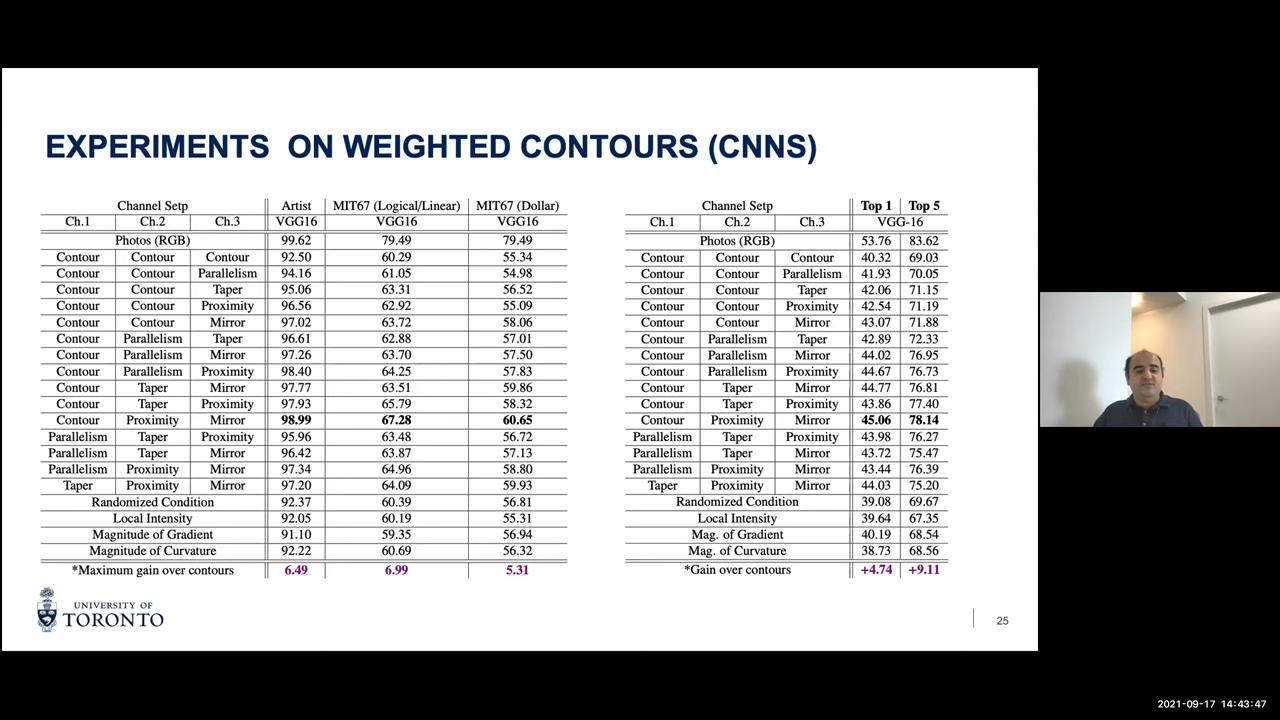 EXPERIMENTS ON WEIGHTED CONTOURS (CNNS)
Channel Setp Artist MIT67 (Logical/Linear) MIT67 (Dollar)
Ch.1 Ch.2 Ch.3 VGG16 VGG16 VGG16
Photos (RGB) 99.62 79.49 79.49
Contour Contour Contour 92.50 60.29 55.34
Contour Contour Parallelism 94.16 61.05 54.98
Contour Contour Taper 95.06 63.31 56.52
Contour Contour Proximity 96.56 62.92 55.09
Contour Contour Mirror 97.02 63.72 58.06
Contour Parallelism Taper 96.61 62.88 57.01
Contour Parallelism Mirror 97.26 63.70 57.50
Contour Parallelism Proximity 98.40 64.25 57.83
Contour Taper Mirror 97.77 63.51 59.86
Contour Taper Proximity 97.93 65.79 58.32
Contour Proximity Mirror 98.99 67.28 60.65
Parallelism Taper Proximity 95.96 63.48 56.72
Parallelism Taper Mirror 96.42 63.87 57.13
Parallelism Proximity Mirror 97.34 64.96 58.80
Taper Proximity Mirror 97.20 64.09 59.93
Randomized Condition 92.37 60.39 56.81
Local Intensity 92.05 60.19 55.31
Magnitude of Gradient 91.10 59.35 56.94
Magnitude of Curvature 92.22 60.69 56.32
*Maximum gain over contours 6.49 6.99 5.31
Channel Setp Top 1 Top 5
Ch.1 Ch.2 Ch.3 VGG-16
Photos (RGB) 53.76 83.62
Contour Contour Contour 40.32 69.03
Contour Contour Parallelism 41.93 70.05
Contour Contour Taper 42.06 71.15
Contour Contour Proximity 42.54 71.19
Contour Contour Mirror 43.07 71.88
Contour Parallelism Taper 42.89 72.33
Contour Parallelism Mirror 44.02 76.95
Contour Parallelism Proximity 44.67 76.73
Contour Taper Mirror 44.77 76.81
Contour Taper Proximity 43.86 77.40
Contour Proximity Mirror 45.06 78.14
Parallelism Taper Proximity 43.98 76.27
Parallelism Taper Mirror 43.72 75.47
Parallelism Proximity Mirror 43.44 76.39
Taper Proximity Mirror 44.03 75.20
Randomized Condition 39.08 69.67
Local Intensity 39.64 67.35
Mag. of Gradient 40.19 68.54
Mag. of Curvature 38.73 68.56
*Gain over contours +4.74 +9.11
UNIVERSITY OF
TORONTO
25
2021-09-17 14:43:47